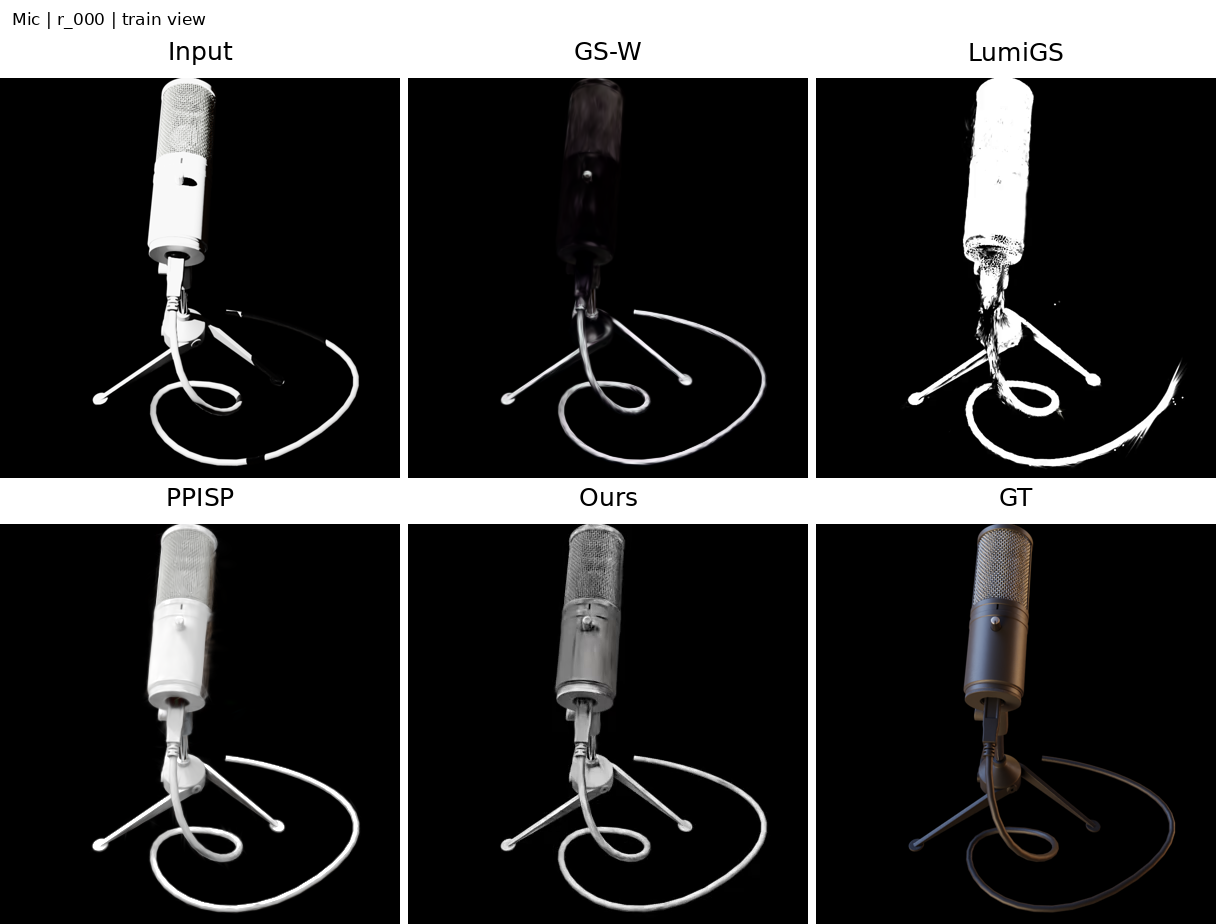 Mic | r_000 | train view
Input
GS-W
LumiGS
PPISP
Ours
GT